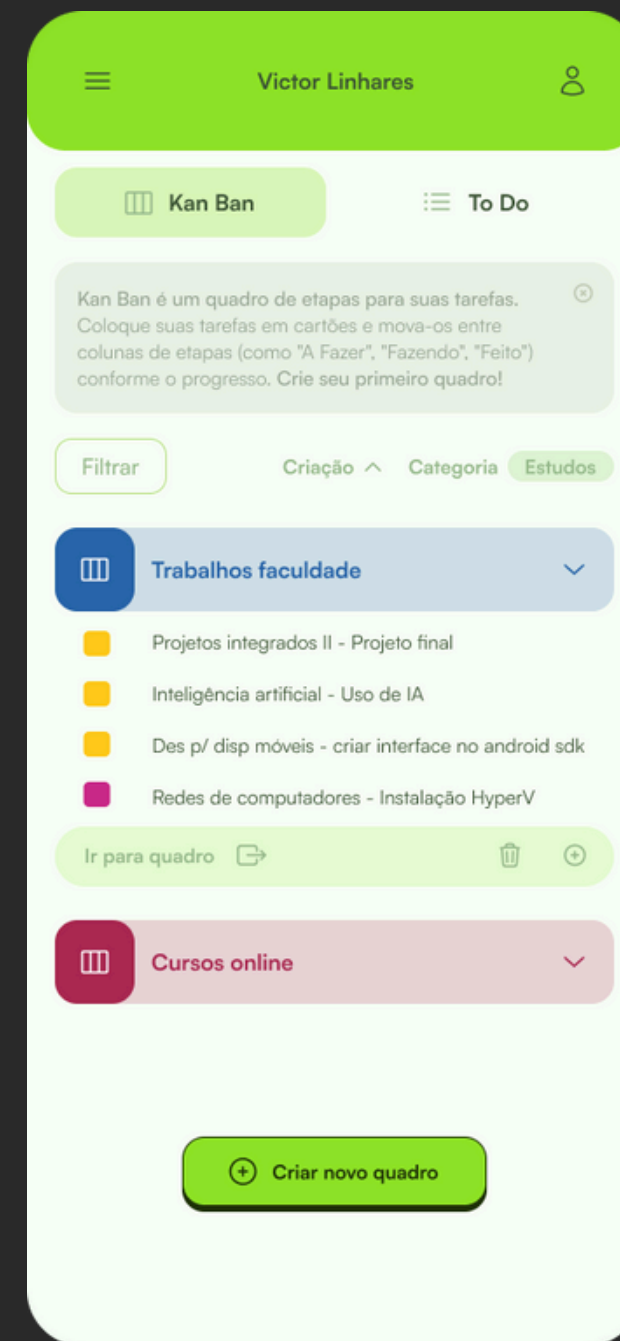 Victor Linhares
Kan Ban
To Do
Kan Ban é um quadro de etapas para suas tarefas.
Coloque suas tarefas em cartões e mova-os entre
colunas de etapas (como "A Fazer", "Fazendo", "Feito")
conforme o progresso. Crie seu primeiro quadro!
Filtrar
Criação
Categoria
Estudos
Trabalhos faculdade
Projetos integrados II - Projeto final
Inteligência artificial - Uso de IA
Des p/ disp móveis - criar interface no android sdk
Redes de computadores - Instalação HyperV
Ir para quadro
Cursos online
Criar novo quadro